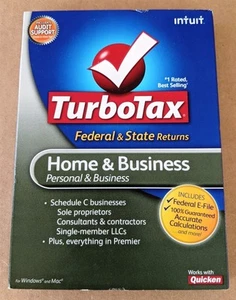 AUDIT
SUPPORT
INTUIT
#1 Rated,
Best Selling*
TurboTax
Federal & State Returns
Home & Business
Personal & Business
• Schedule C businesses
Sole proprietors
Consultants & contractors
Single-member LLCs
• Plus, everything in Premier
INCLUDES
✓ Federal E-File
✓ 100% Guaranteed
Accurate
Calculations
and more!
For Windows® and Mac®
Works with
Quicken